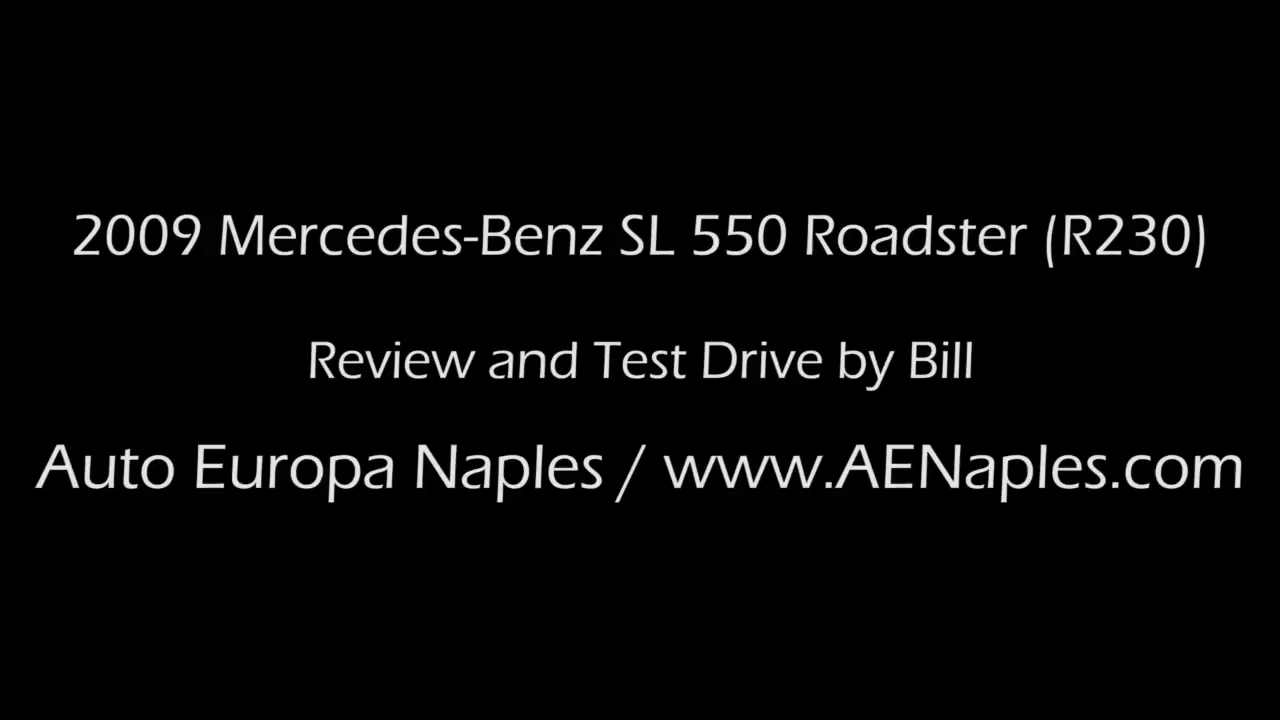 2009 Mercedes-Benz SL 550 Roadster (R230)
Review and Test Drive by Bill
Auto Europa Naples / www.AENaples.com